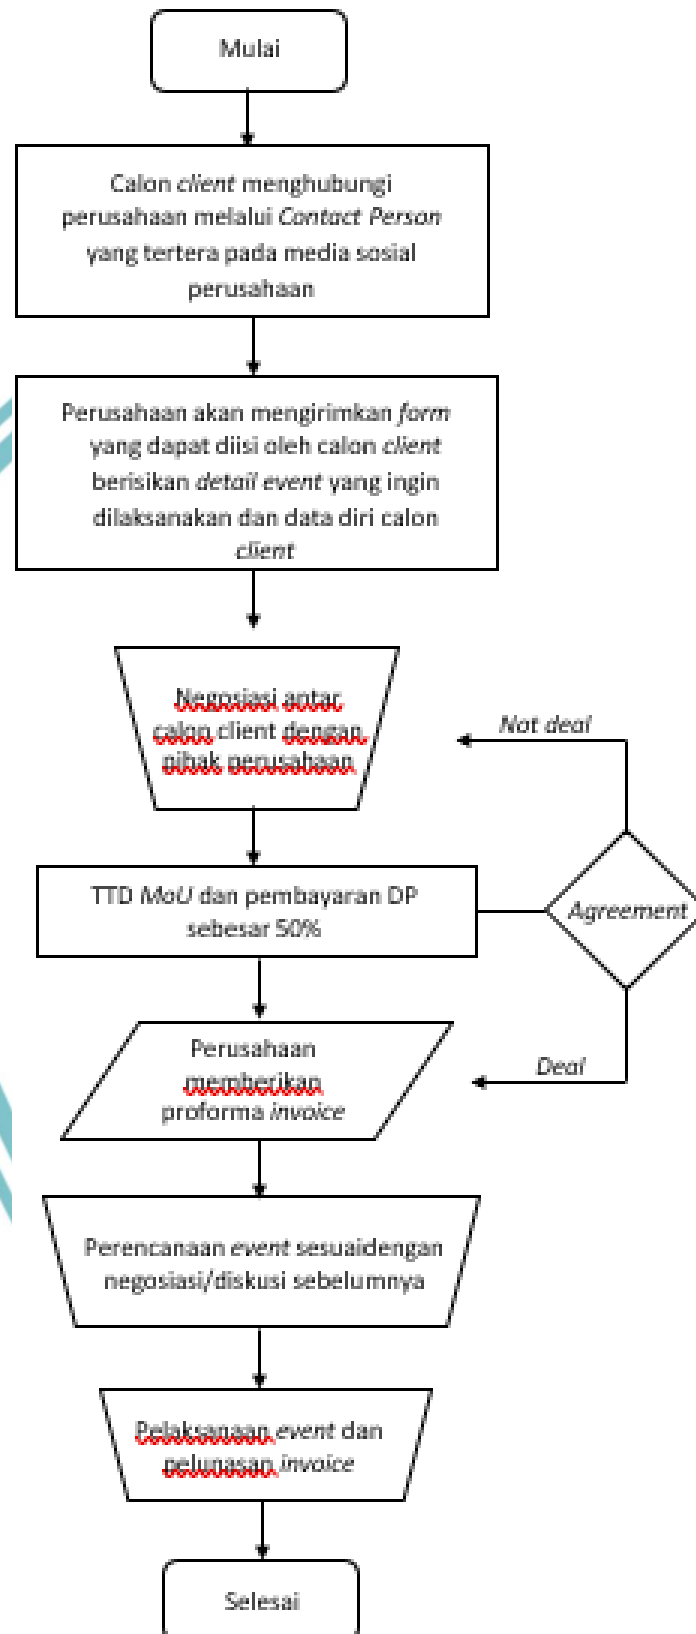 Mulai
Calon client menghubungi
perusahaan melalui Contact Person
yang tertera pada media sosial
perusahaan
Perusahaan akan mengirimkan form
yang dapat diisi oleh calon client
berisikan detail event yang ingin
dilaksanakan dan data diri calon
client
Negosiasi antar
calon client dengan
pihak perusahaan
Not deal
TTD MoU dan pembayaran DP
sebesar 50%
Agreement
Perusahaan
memberikan
proforma invoice
Deal
Perencanaan event sesuaidengan
negosiasi/diskusi sebelumnya
Pelaksanaan event dan
pelunasan invoice
Selesai